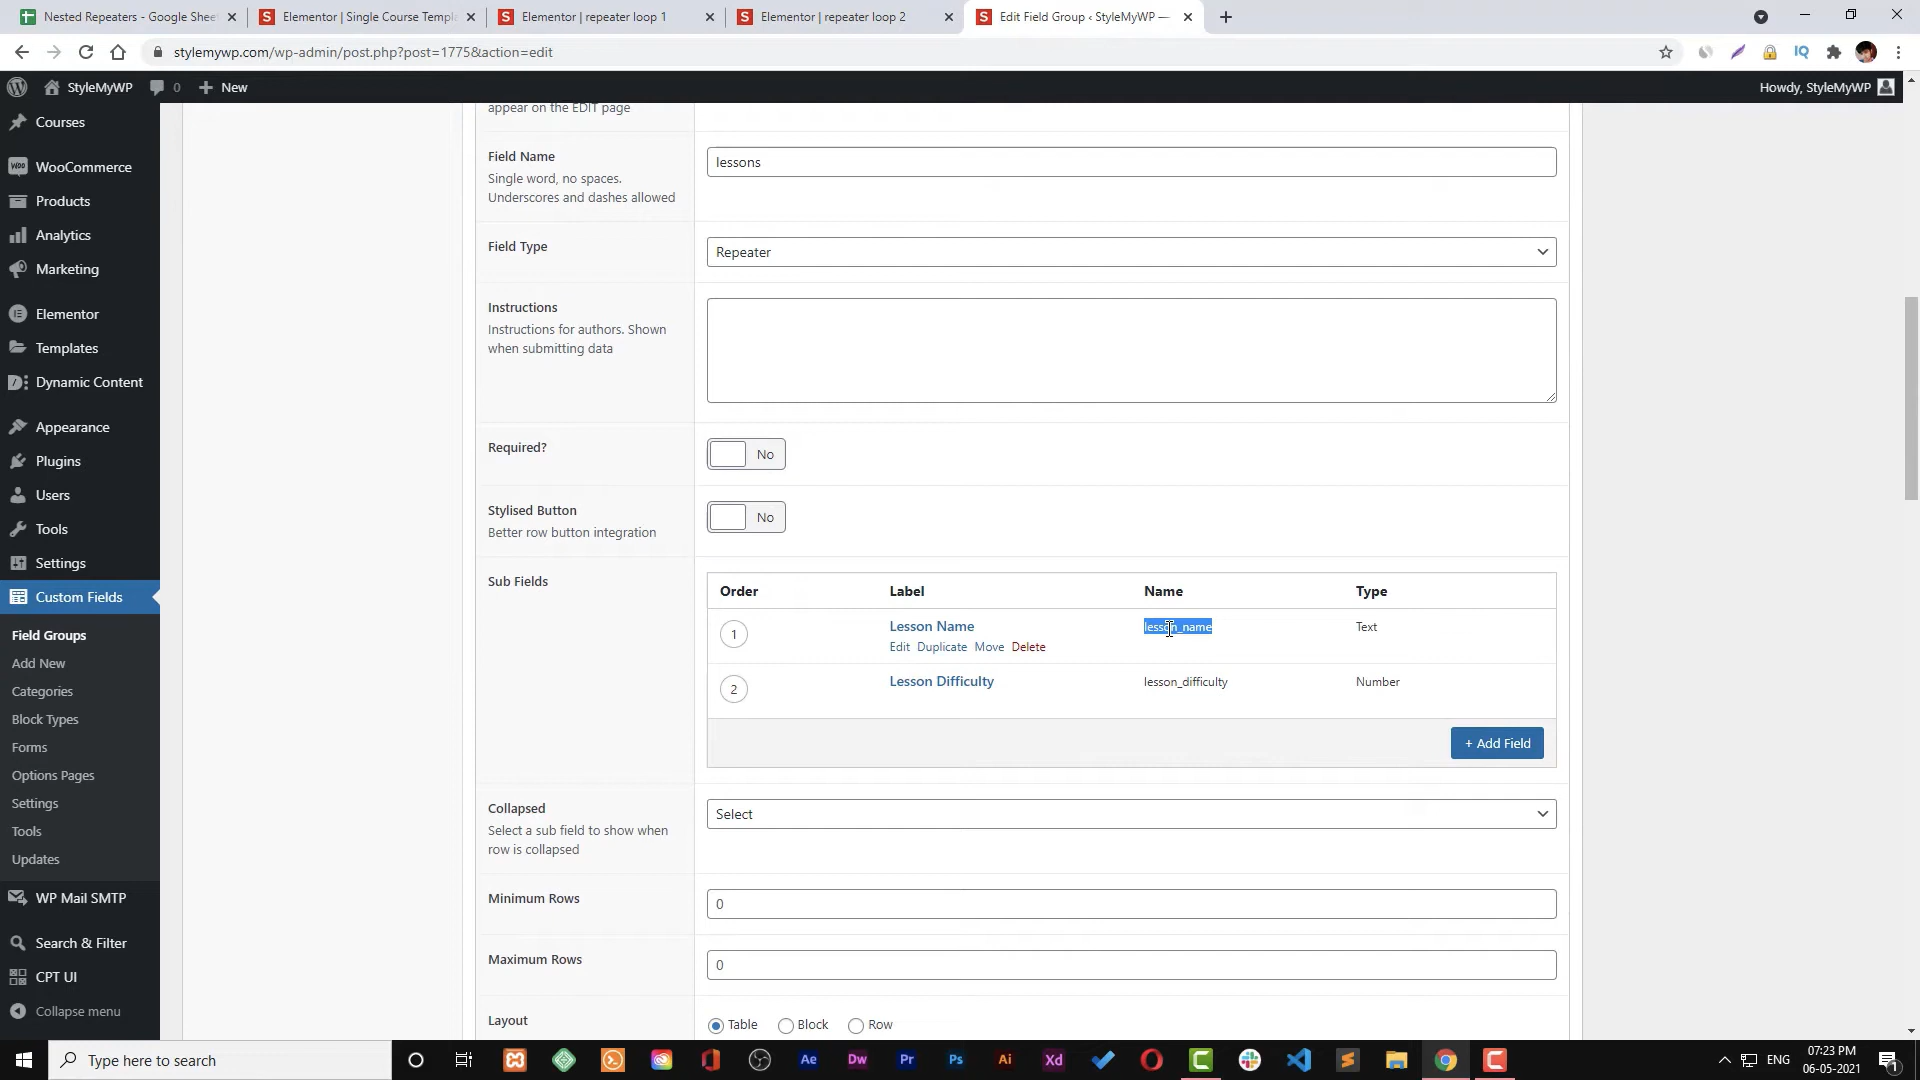 Nested Repeaters - Google Shee
Elementor | Single Course Templa
Elementor | repeater loop 1
Elementor | repeater loop 2
Edit Field Group ‹ StyleMyWP —
stylemywp.com/wp-admin/post.php?post=1775&action=edit
StyleMyWP
0
New
Howdy, StyleMyWP
Courses
WooCommerce
Products
Analytics
Marketing
Elementor
Templates
Dynamic Content
Appearance
Plugins
Users
Tools
Settings
Custom Fields
Field Groups
Add New
Categories
Block Types
Forms
Options Pages
Settings
Tools
Updates
WP Mail SMTP
Search & Filter
CPT UI
Collapse menu
appear on the EDIT page
Field Name
Single word, no spaces.
Underscores and dashes allowed
lessons
Field Type
Repeater
Instructions
Instructions for authors. Shown
when submitting data
Required?
No
Stylised Button
Better row button integration
No
Sub Fields
Order Label Name Type
1 Lesson Name lesson_name Text
Edit Duplicate Move Delete
2 Lesson Difficulty lesson_difficulty Number
+ Add Field
Collapsed
Select a sub field to show when
row is collapsed
Select
Minimum Rows
0
Maximum Rows
0
Layout
Table Block Row
Type here to search
Ae Dw Pr Ps Ai Xd
ENG
07:23 PM
06-05-2021
1